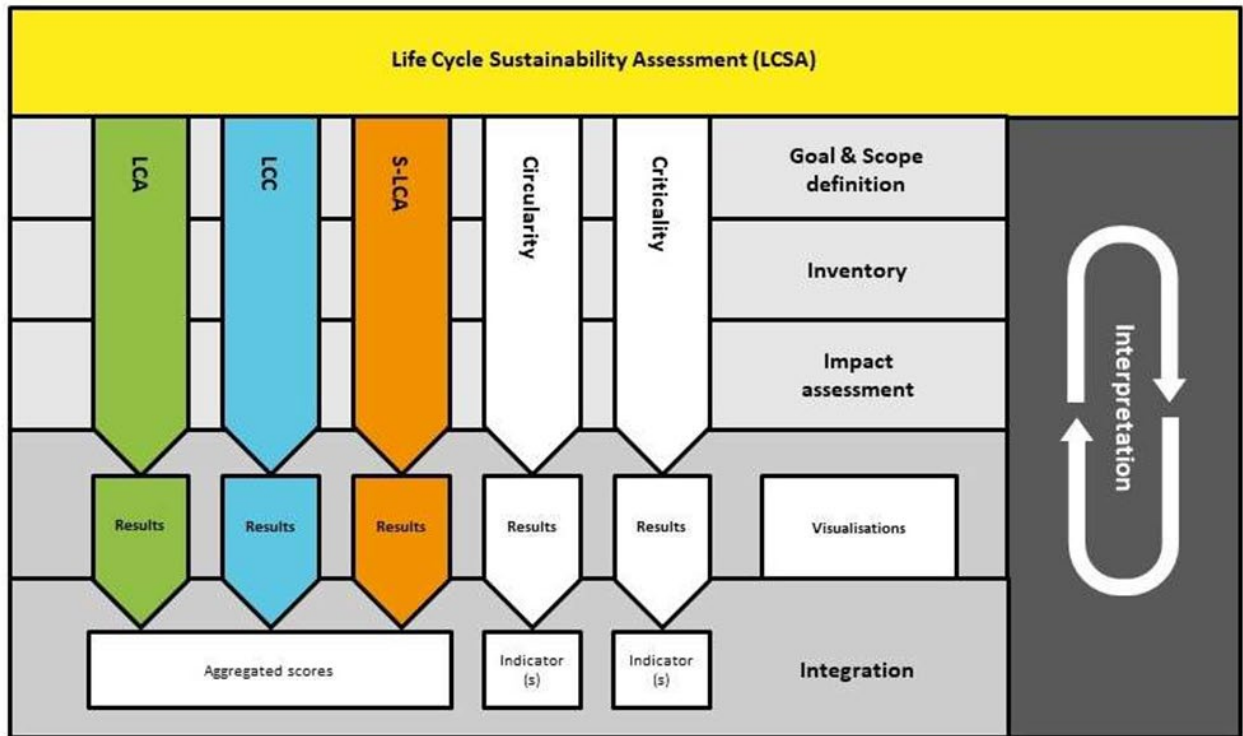 Life Cycle Sustainability Assessment (LCSA)
LCA
LCC
S-LCA
Circularity
Criticality
Goal & Scope
definition
Inventory
Impact
assessment
Interpretation
Results
Results
Results
Results
Results
Visualisations
Aggregated scores
Indicator
(s)
Indicator
(s)
Integration